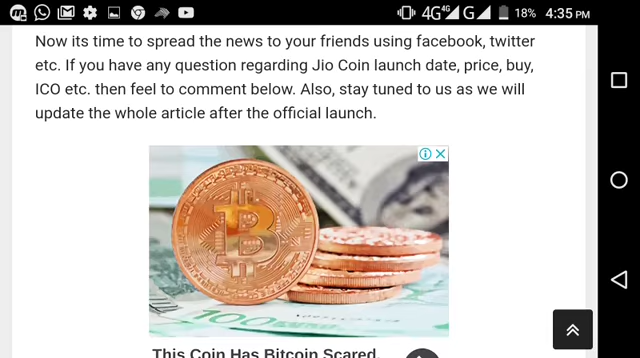 4G 4G G 18% 4:35 PM
Now its time to spread the news to your friends using facebook, twitter
etc. If you have any question regarding Jio Coin launch date, price, buy,
ICO etc. then feel to comment below. Also, stay tuned to us as we will
update the whole article after the official launch.
B
100
This Coin Has Bitcoin Scared.